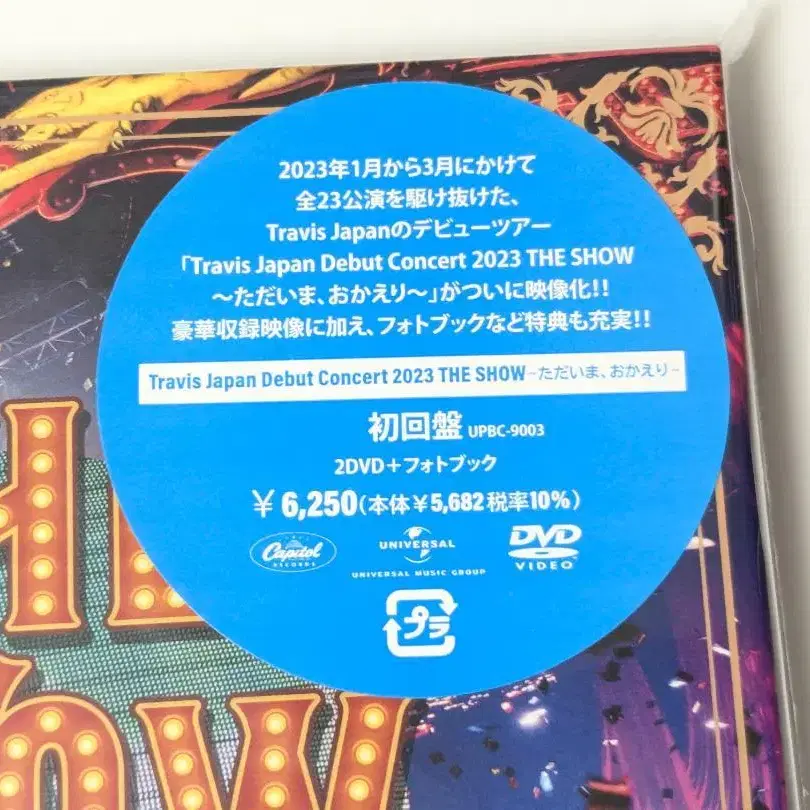 2023年1月から3月にかけて
全23公演を駆け抜けた、
Travis Japanのデビューツアー
「Travis Japan Debut Concert 2023 THE SHOW
～ただいま、おかえり～」がついに映像化!!
豪華収録映像に加え、フォトブックなど特典も充実!!
Travis Japan Debut Concert 2023 THE SHOW～ただいま、おかえり～
初回盤 UPBC-9003
2DVD＋フォトブック
￥6,250(本体￥5,682税率10%)
Capitol
RECORDS
UNIVERSAL
UNIVERSAL MUSIC GROUP
DVD
VIDEO
プラ